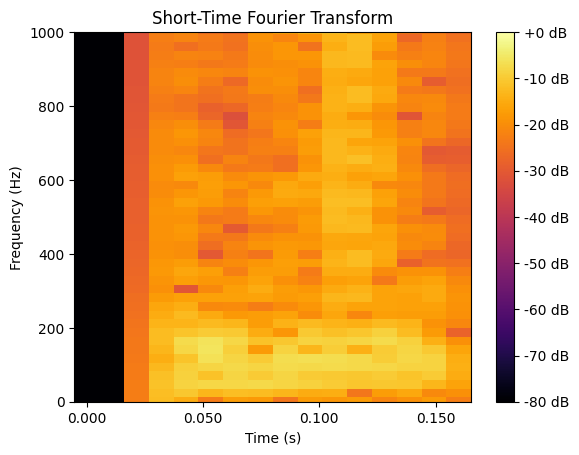 Short-Time Fourier Transform
1000
800
600
400
200
0
Frequency (Hz)
0.000
0.050
0.100
0.150
Time (s)
+0 dB
-10 dB
-20 dB
-30 dB
-40 dB
-50 dB
-60 dB
-70 dB
-80 dB